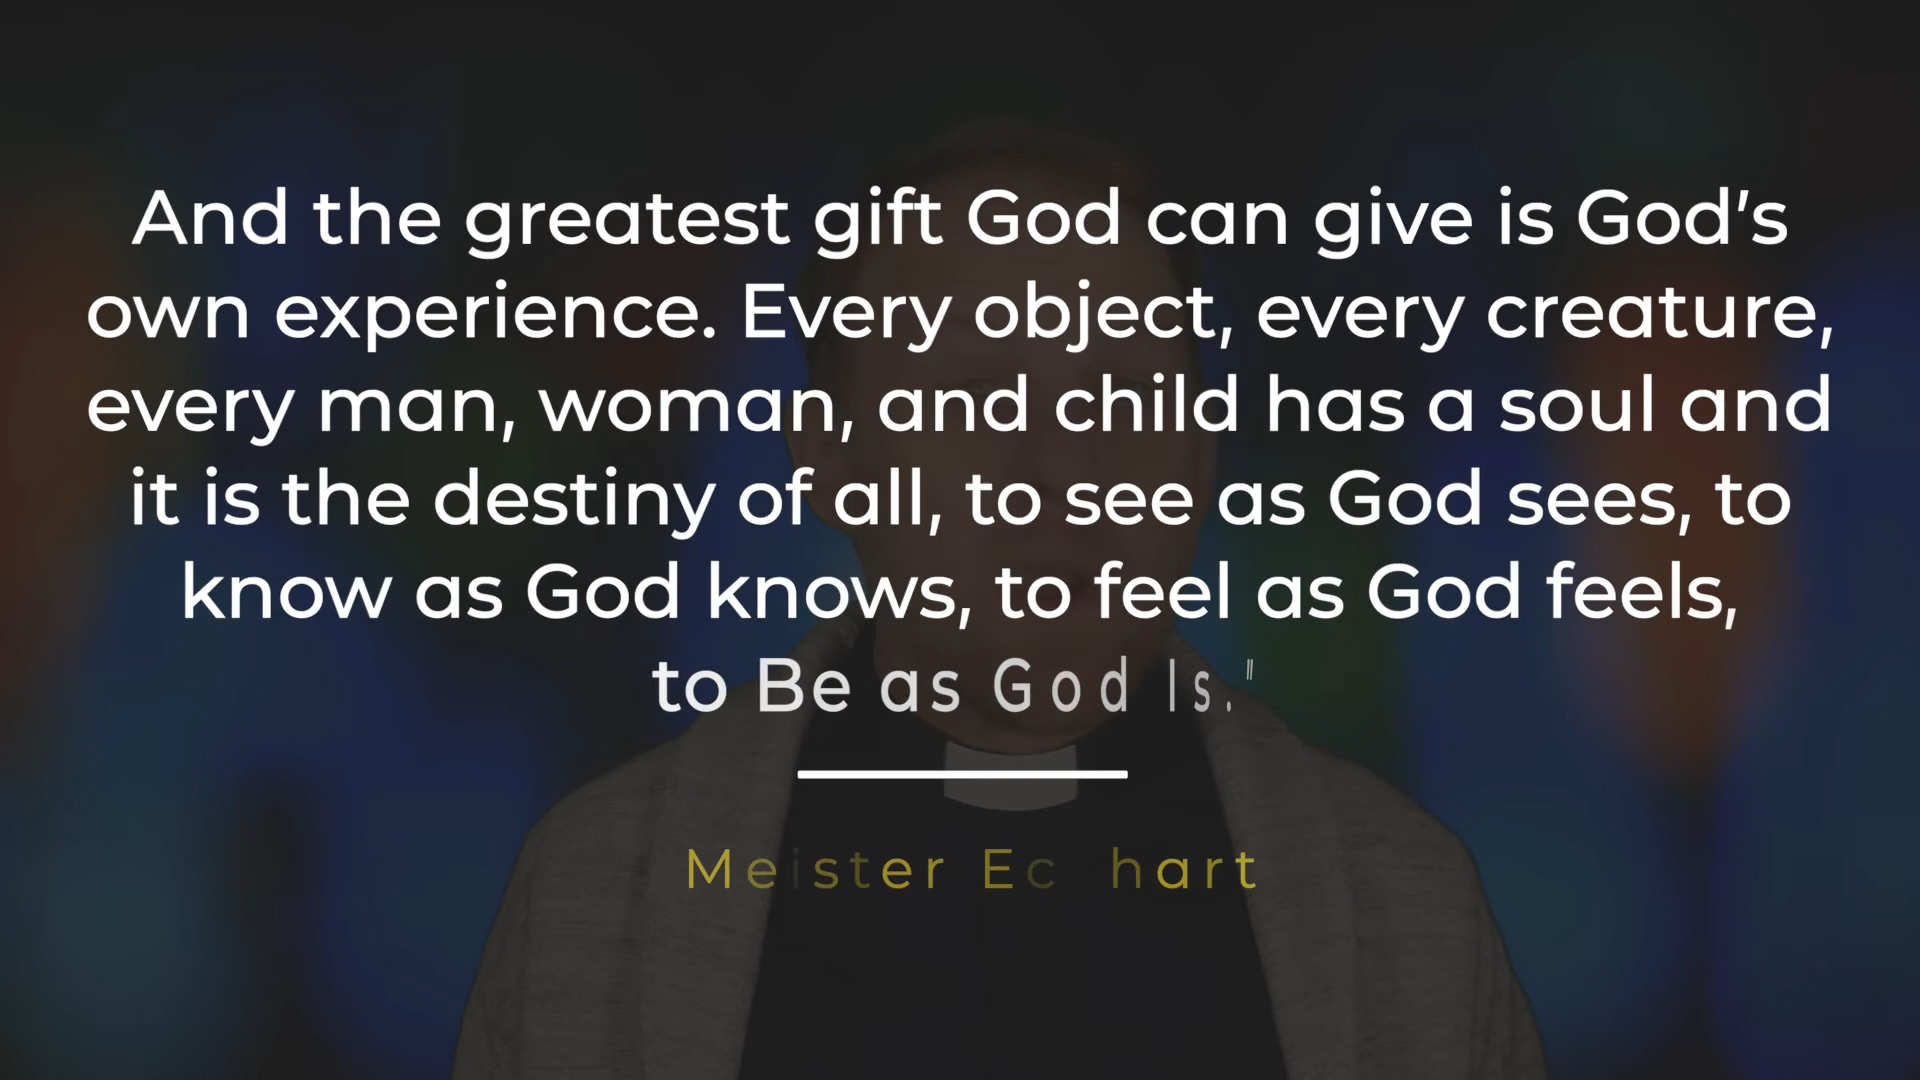 And the greatest gift God can give is God's
own experience. Every object, every creature,
every man, woman, and child has a soul and
it is the destiny of all, to see as God sees, to
know as God knows, to feel as God feels,
to Be as God Is."
Meister Ec hart